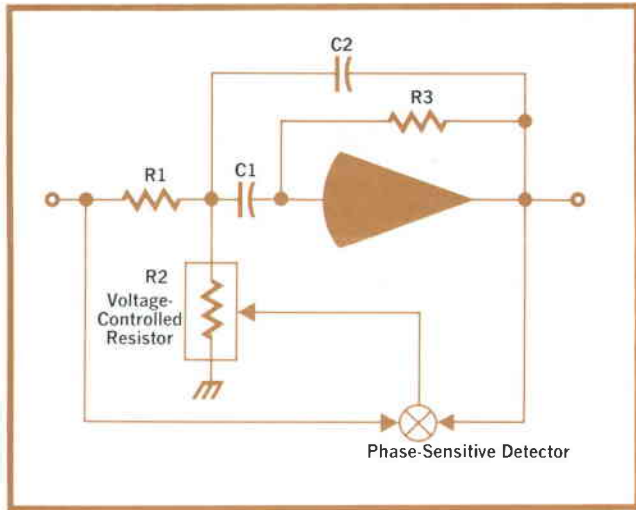 C2
R3
R1
C1
R2
Voltage-
Controlled
Resistor
Phase-Sensitive Detector